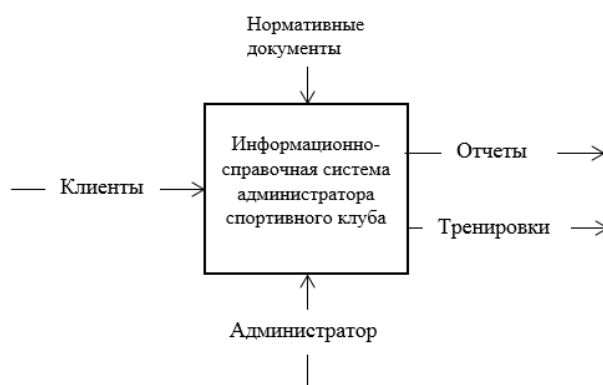 Нормативные
документы
Информационно-
справочная система
администратора
спортивного клуба
Клиенты
Отчеты
Тренировки
Администратор